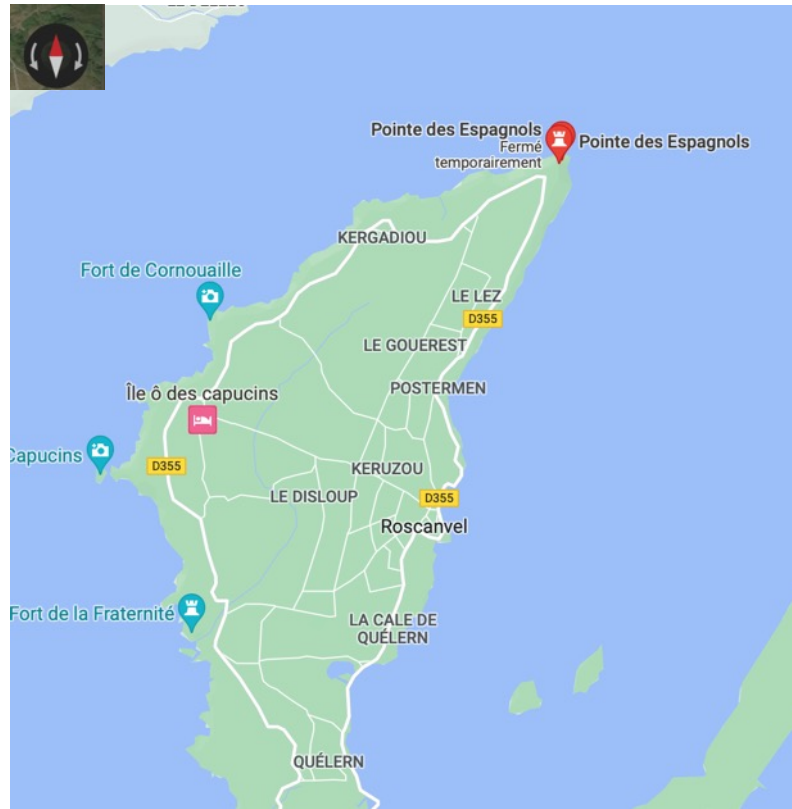 Pointe des Espagnols
Fermé
temporairement
Pointe des Espagnols
KERGADIOU
Fort de Cornouaille
LE LEZ
D355
LE GOUEREST
Île ô des capucins
POSTERMEN
Capucins
D355
KERUZOU
LE DISLOUP
D355
Roscanvel
Fort de la Fraternité
LA CALE DE
QUÉLERN
QUÉLERN